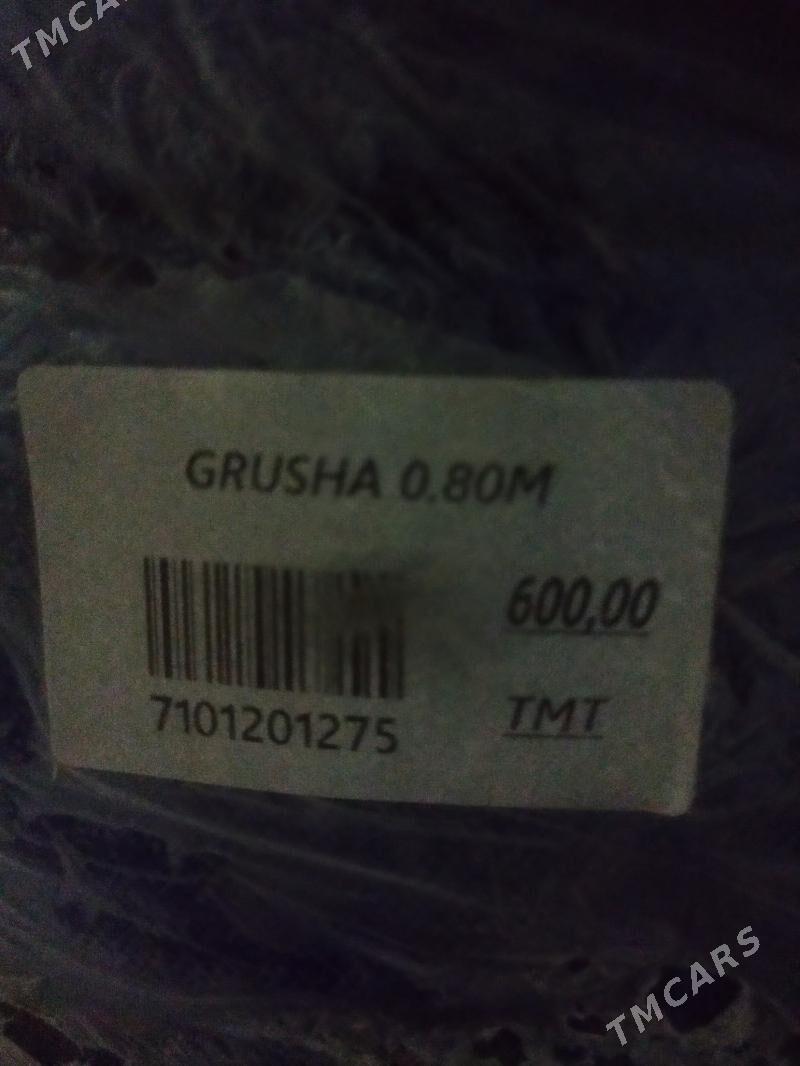 TMCARS
GRUSHA 0.80M
600,00
7101201275
TMT
TMCARS